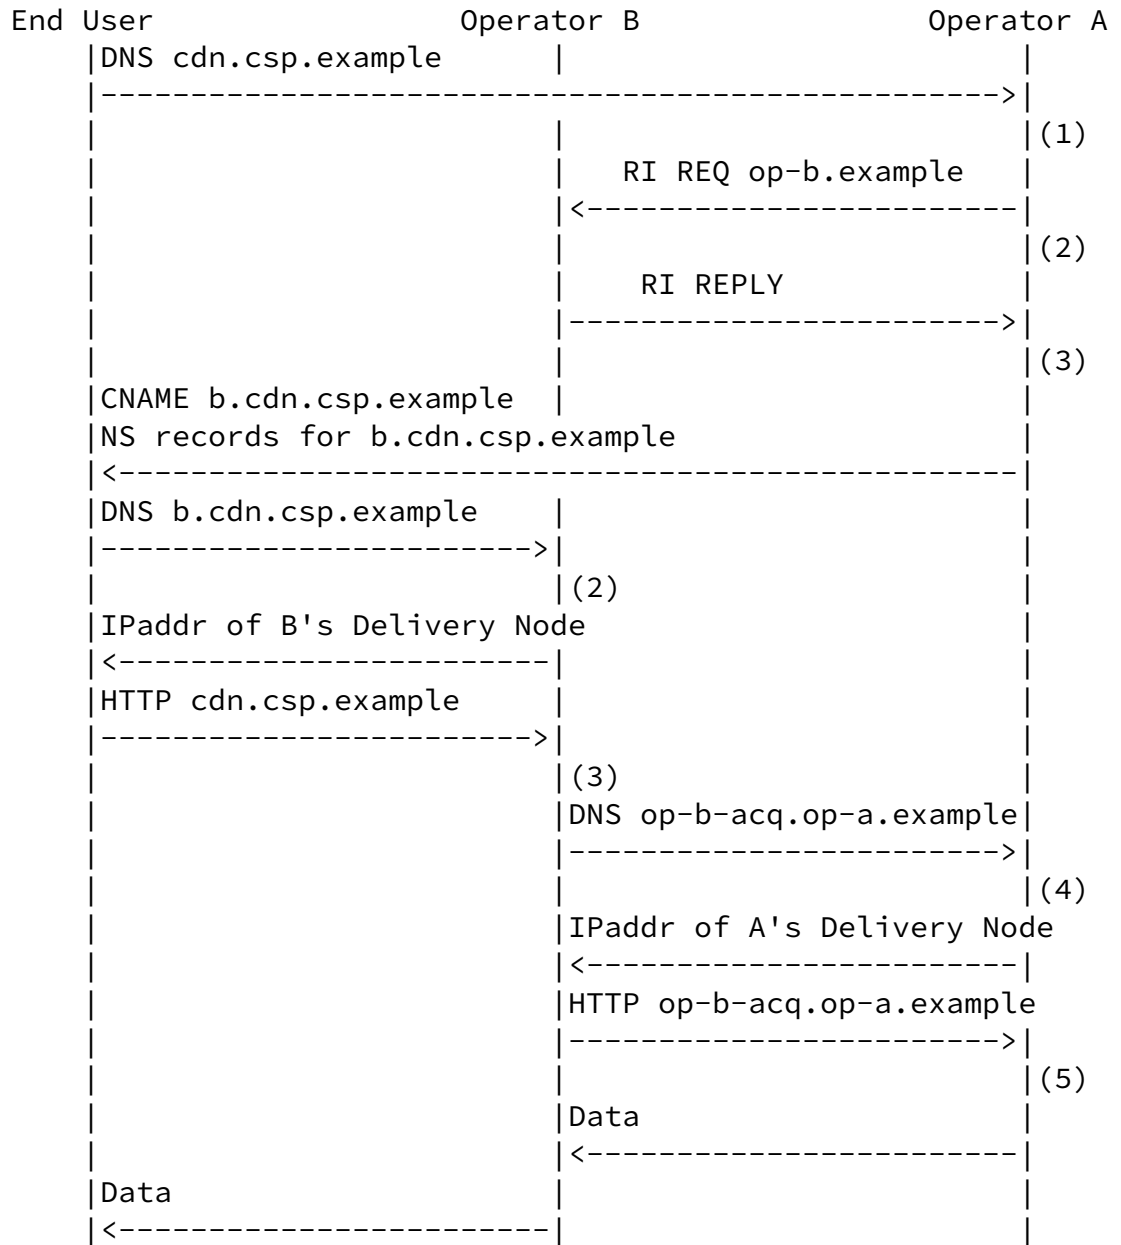 End User Operator B Operator A
|DNS cdn.csp.example | |
|-------------------------------------------------->|
| | |(1)
| | RI REQ op-b.example |
| |<------------------------|
| | |(2)
| | RI REPLY |
| |------------------------>|
| | |(3)
|CNAME b.cdn.csp.example | |
|NS records for b.cdn.csp.example |
|<--------------------------------------------------|
|DNS b.cdn.csp.example | |
|------------------------>| |
| |(2) |
|IPaddr of B's Delivery Node |
|<------------------------| |
|HTTP cdn.csp.example | |
|------------------------>| |
| |(3) |
| |DNS op-b-acq.op-a.example|
| |------------------------>|
| | |(4)
| |IPaddr of A's Delivery Node
| |<------------------------|
| |HTTP op-b-acq.op-a.example
| |------------------------>|
| | |(5)
| |Data |
| |<------------------------|
|Data | |
|<------------------------| |